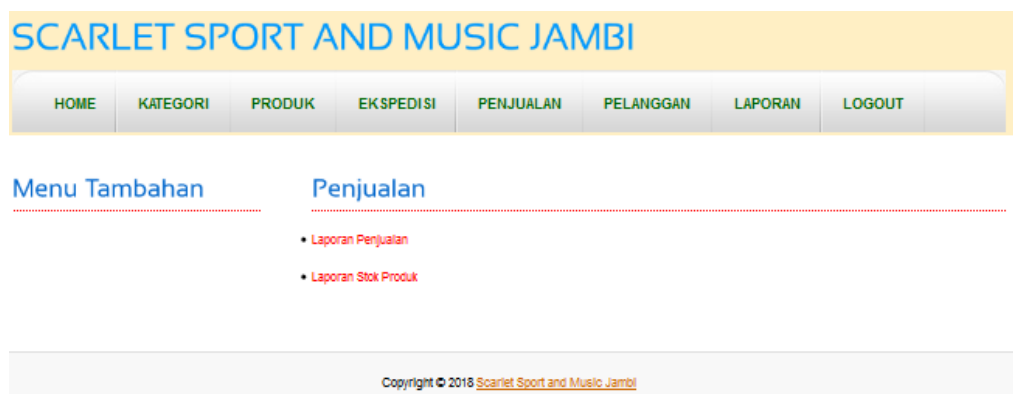 SCARLET SPORT AND MUSIC JAMBI
HOME KATEGORI PRODUK EKSPEDISI PENJUALAN PELANGGAN LAPORAN LOGOUT
Menu Tambahan
Penjualan
• Laporan Penjualan
• Laporan Stok Produk
Copyright © 2018 Scarlet Sport and Music Jambi